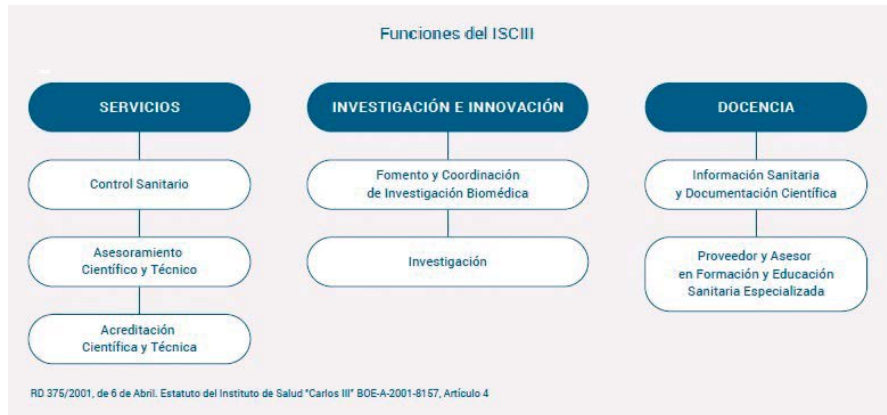 Funciones del ISCIII
SERVICIOS
Control Sanitario
Asesoramiento
Científico y Técnico
Acreditación
Científica y Técnica
INVESTIGACIÓN E INNOVACIÓN
Fomento y Coordinación
de Investigación Biomédica
Investigación
DOCENCIA
Información Sanitaria
y Documentación Científica
Proveedor y Asesor
en Formación y Educación
Sanitaria Especializada
RD 375/2001, de 6 de Abril. Estatuto del Instituto de Salud "Carlos III" BOE-A-2001-8157, Artículo 4